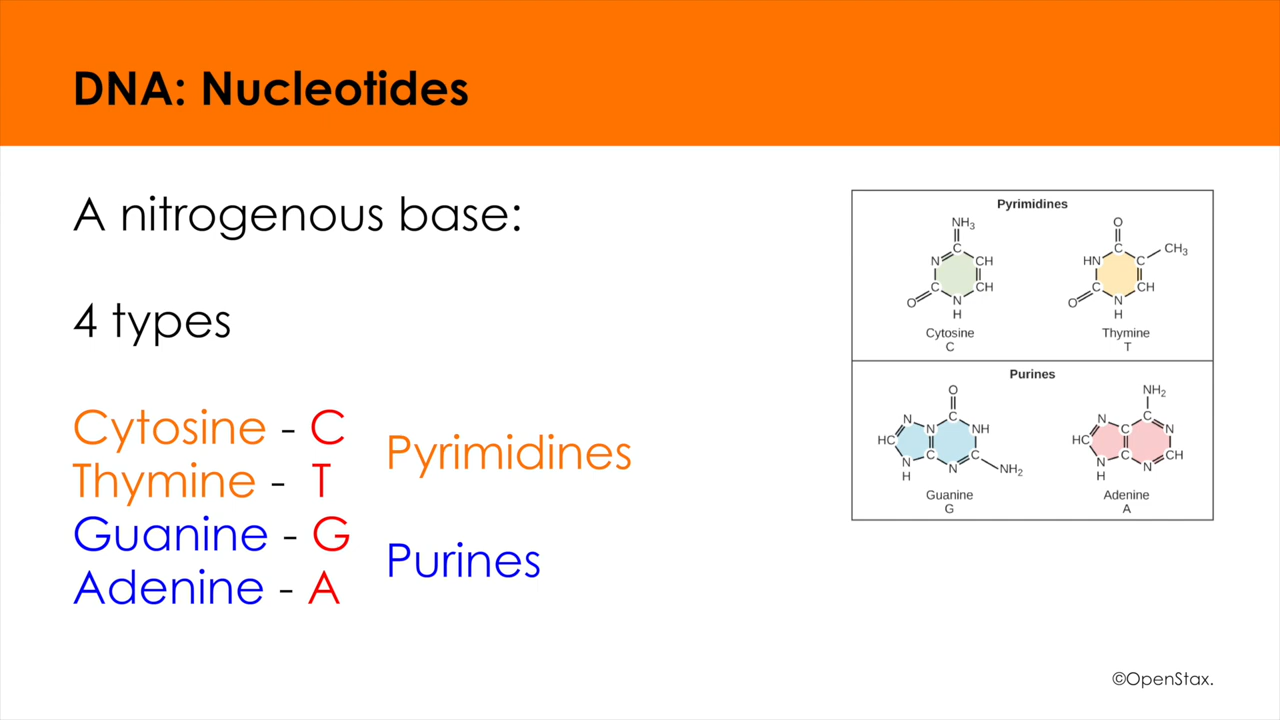 DNA: Nucleotides
A nitrogenous base:
4 types
Cytosine - C
Thymine - T
Pyrimidines
Guanine - G
Adenine - A
Purines
Pyrimidines
NH3
C
N
CH
C
CH
O
N
H
Cytosine
C
O
C
CH3
HN
C
C
CH
O
N
H
Thymine
T
Purines
O
C
N
N
NH
HC
N
C
C
N
NH2
H
Guanine
G
NH2
C
N
C
N
HC
N
C
CH
N
H
Adenine
A
©OpenStax.